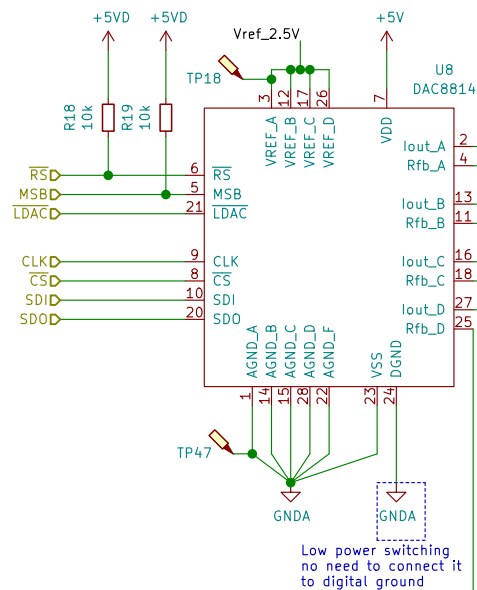 +5VD +5VD +5VD
Vref_2.5V
TP18
U8
DAC8814
R18 10k R19 10k
3 12 17 26 7
VREF_A VREF_B VREF_C VREF_D VDD
RS 6 RS
MSB 5 MSB
LDAC 21 LDAC
CLK 9 CLK
CS 8 CS
SDI 10 SDI
SDO 20 SDO
Iout_A 2
Rfb_A 4
Iout_B 13
Rfb_B 11
Iout_C 16
Rfb_C 18
Iout_D 27
Rfb_D 25
AGND_A AGND_B AGND_C AGND_D AGND_F VSS DGND
1 14 15 28 22 23 24
TP47
GNDA GNDA
Low power switching
no need to connect it
to digital ground